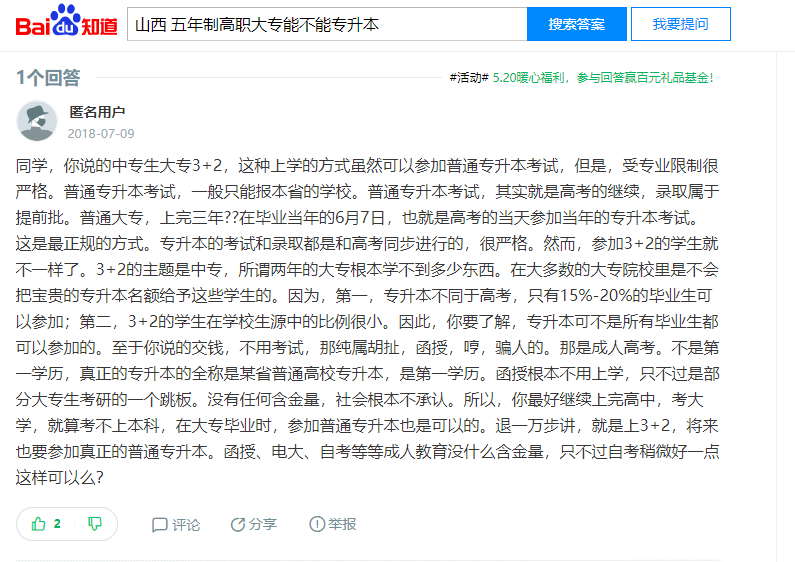 Bai du 知道
山西 五年制高职大专能不能专升本
搜索答案
我要提问
1个回答
#活动# 5.20暖心福利，参与回答赢百元礼品基金！
匿名用户
2018-07-09
同学，你说的中专生大专3+2，这种上学的方式虽然可以参加普通专升本考试，但是，受专业限制很
严格。普通专升本考试，一般只能报本省的学校。普通专升本考试，其实就是高考的继续，录取属于
提前批。普通大专，上完三年??在毕业当年的6月7日，也就是高考的当天参加当年的专升本考试。
这是最正规的方式。专升本的考试和录取都是和高考同步进行的，很严格。然而，参加3+2的学生就
不一样了。3+2的主题是中专，所谓两年的大专根本学不到多少东西。在大多数的大专院校里是不会
把宝贵的专升本名额给予这些学生的。因为，第一，专升本不同于高考，只有15%-20%的毕业生可
以参加；第二，3+2的学生在学校生源中的比例很小。因此，你要了解，专升本可不是所有毕业生都
可以参加的。至于你说的交钱，不用考试，那纯属胡扯，函授，哼，骗人的。那是成人高考。不是第
一学历，真正的专升本的全称是某省普通高校专升本，是第一学历。函授根本不用上学，只不过是部
分大专生考研的一个跳板。没有任何含金量，社会根本不承认。所以，你最好继续上完高中，考大
学，就算考不上本科，在大专毕业时，参加普通专升本也是可以的。退一万步讲，就是上3+2，将来
也要参加真正的普通专升本。函授、电大、自考等等成人教育没什么含金量，只不过自考稍微好一点
这样可以么?
2
评论
分享
举报